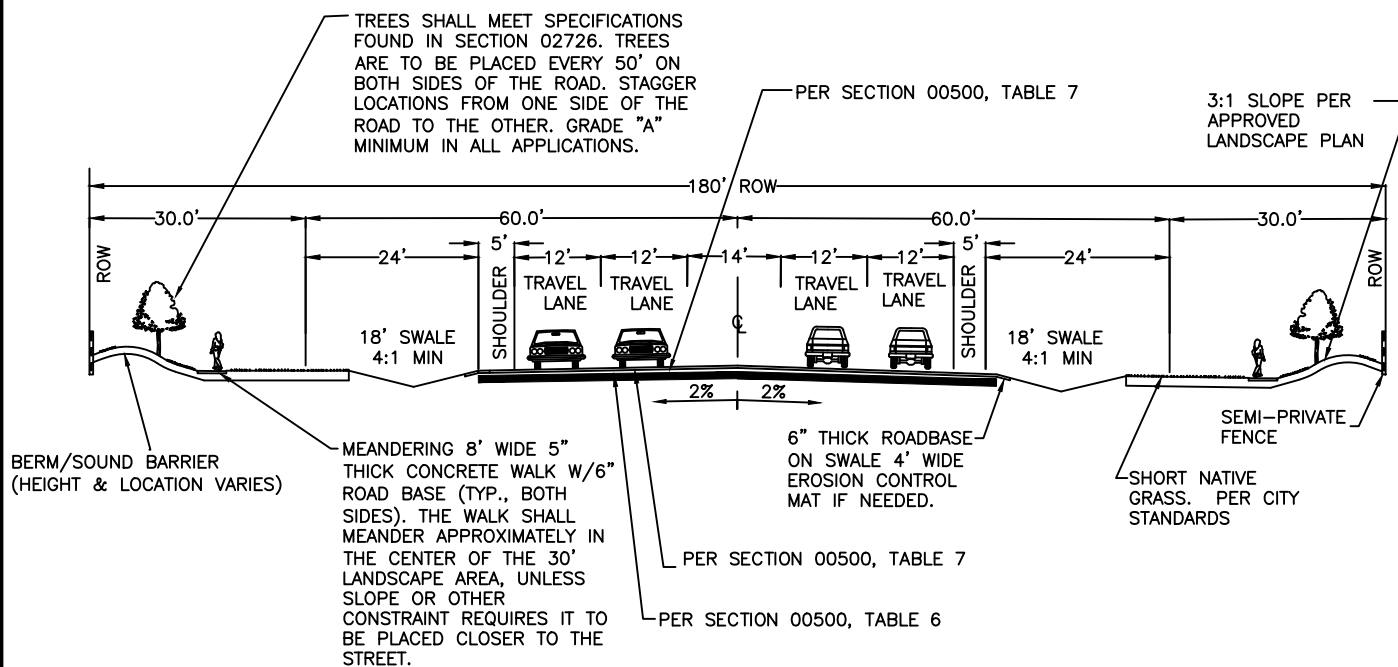 TREES SHALL MEET SPECIFICATIONS
FOUND IN SECTION 02726. TREES
ARE TO BE PLACED EVERY 50' ON
BOTH SIDES OF THE ROAD. STAGGER
LOCATIONS FROM ONE SIDE OF THE
ROAD TO THE OTHER. GRADE "A"
MINIMUM IN ALL APPLICATIONS.
PER SECTION 00500, TABLE 7
3:1 SLOPE PER
APPROVED
LANDSCAPE PLAN
180' ROW
30.0'
60.0'
60.0'
30.0'
ROW
24'
5'
SHOULDER
12'
TRAVEL
LANE
12'
TRAVEL
LANE
14'
12'
TRAVEL
LANE
12'
TRAVEL
LANE
5'
SHOULDER
24'
ROW
18' SWALE
4:1 MIN
℄
18' SWALE
4:1 MIN
2%
2%
BERM/SOUND BARRIER
(HEIGHT & LOCATION VARIES)
MEANDERING 8' WIDE 5"
THICK CONCRETE WALK W/6"
ROAD BASE (TYP., BOTH
SIDES). THE WALK SHALL
MEANDER APPROXIMATELY IN
THE CENTER OF THE 30'
LANDSCAPE AREA, UNLESS
SLOPE OR OTHER
CONSTRAINT REQUIRES IT TO
BE PLACED CLOSER TO THE
STREET.
PER SECTION 00500, TABLE 7
PER SECTION 00500, TABLE 6
6" THICK ROADBASE
ON SWALE 4' WIDE
EROSION CONTROL
MAT IF NEEDED.
SHORT NATIVE
GRASS. PER CITY
STANDARDS
SEMI-PRIVATE
FENCE